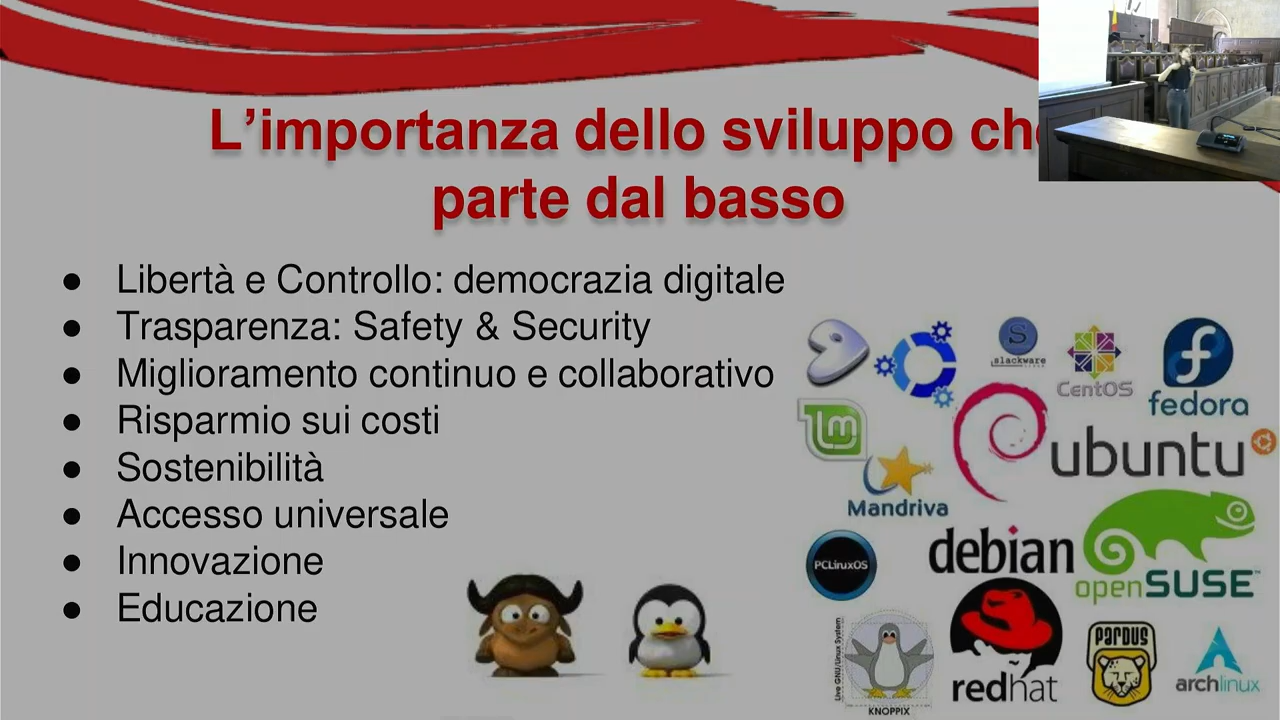 L’importanza dello sviluppo che
parte dal basso
● Libertà e Controllo: democrazia digitale
● Trasparenza: Safety & Security
● Miglioramento continuo e collaborativo
● Risparmio sui costi
● Sostenibilità
● Accesso universale
● Innovazione
● Educazione
slackware
CentOS
fedora
lm
ubuntu
Mandriva
debian
PCLinuxOS
openSUSE
Live GNU/Linux System
KNOPPIX
redhat
PARDUS
archlinux